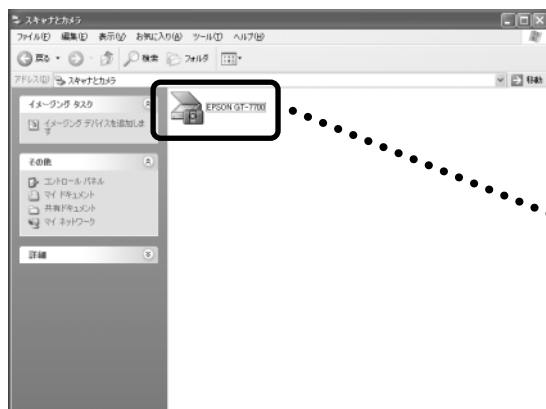 スキャナとカメラ
ファイル(F) 編集(E) 表示(V) お気に入り(A) ツール(T) ヘルプ(H)
戻る 検索 フォルダ
アドレス(D) スキャナとカメラ 移動
イメージング タスク
イメージング デバイスを追加しま
す
EPSON GT-7700
その他
コントロール パネル
マイ ドキュメント
共有ドキュメント
マイ ネットワーク
詳細